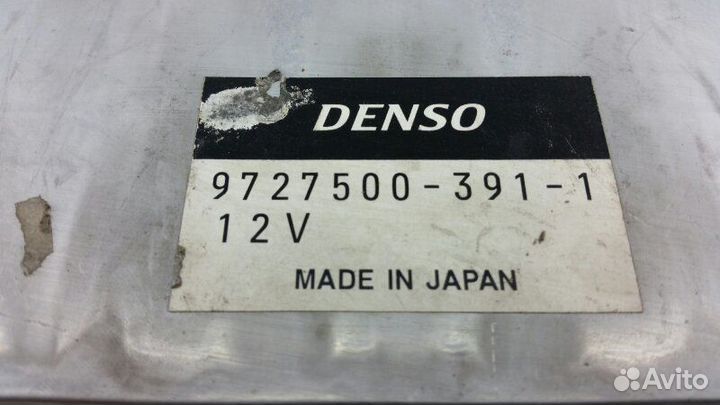 DENSO
9727500-391-1
12V
MADE IN JAPAN
Avito